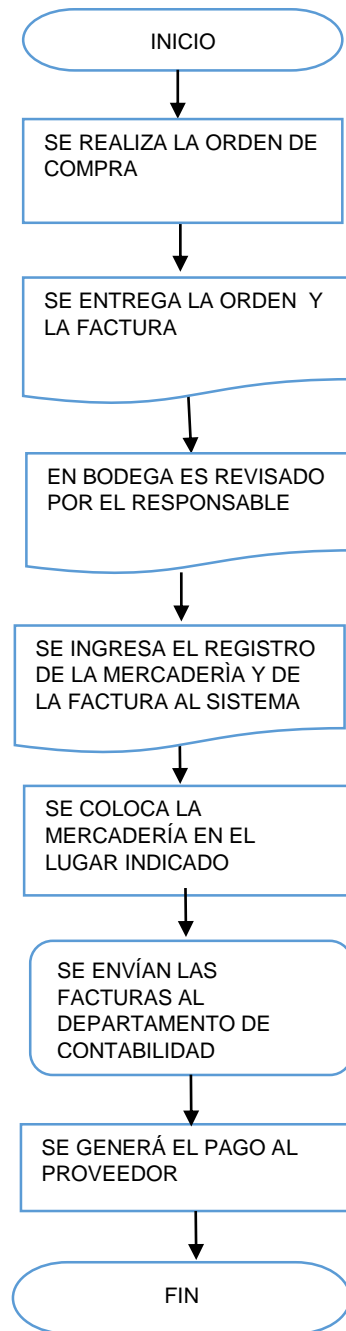 INICIO
SE REALIZA LA ORDEN DE
COMPRA
SE ENTREGA LA ORDEN  Y
LA FACTURA
EN BODEGA ES REVISADO
POR EL RESPONSABLE
SE INGRESA EL REGISTRO
DE LA MERCADERÌA Y DE
LA FACTURA AL SISTEMA
SE COLOCA LA
MERCADERÍA EN EL
LUGAR INDICADO
SE ENVÍAN LAS
FACTURAS AL
DEPARTAMENTO DE
CONTABILIDAD
SE GENERÁ EL PAGO AL
PROVEEDOR
FIN